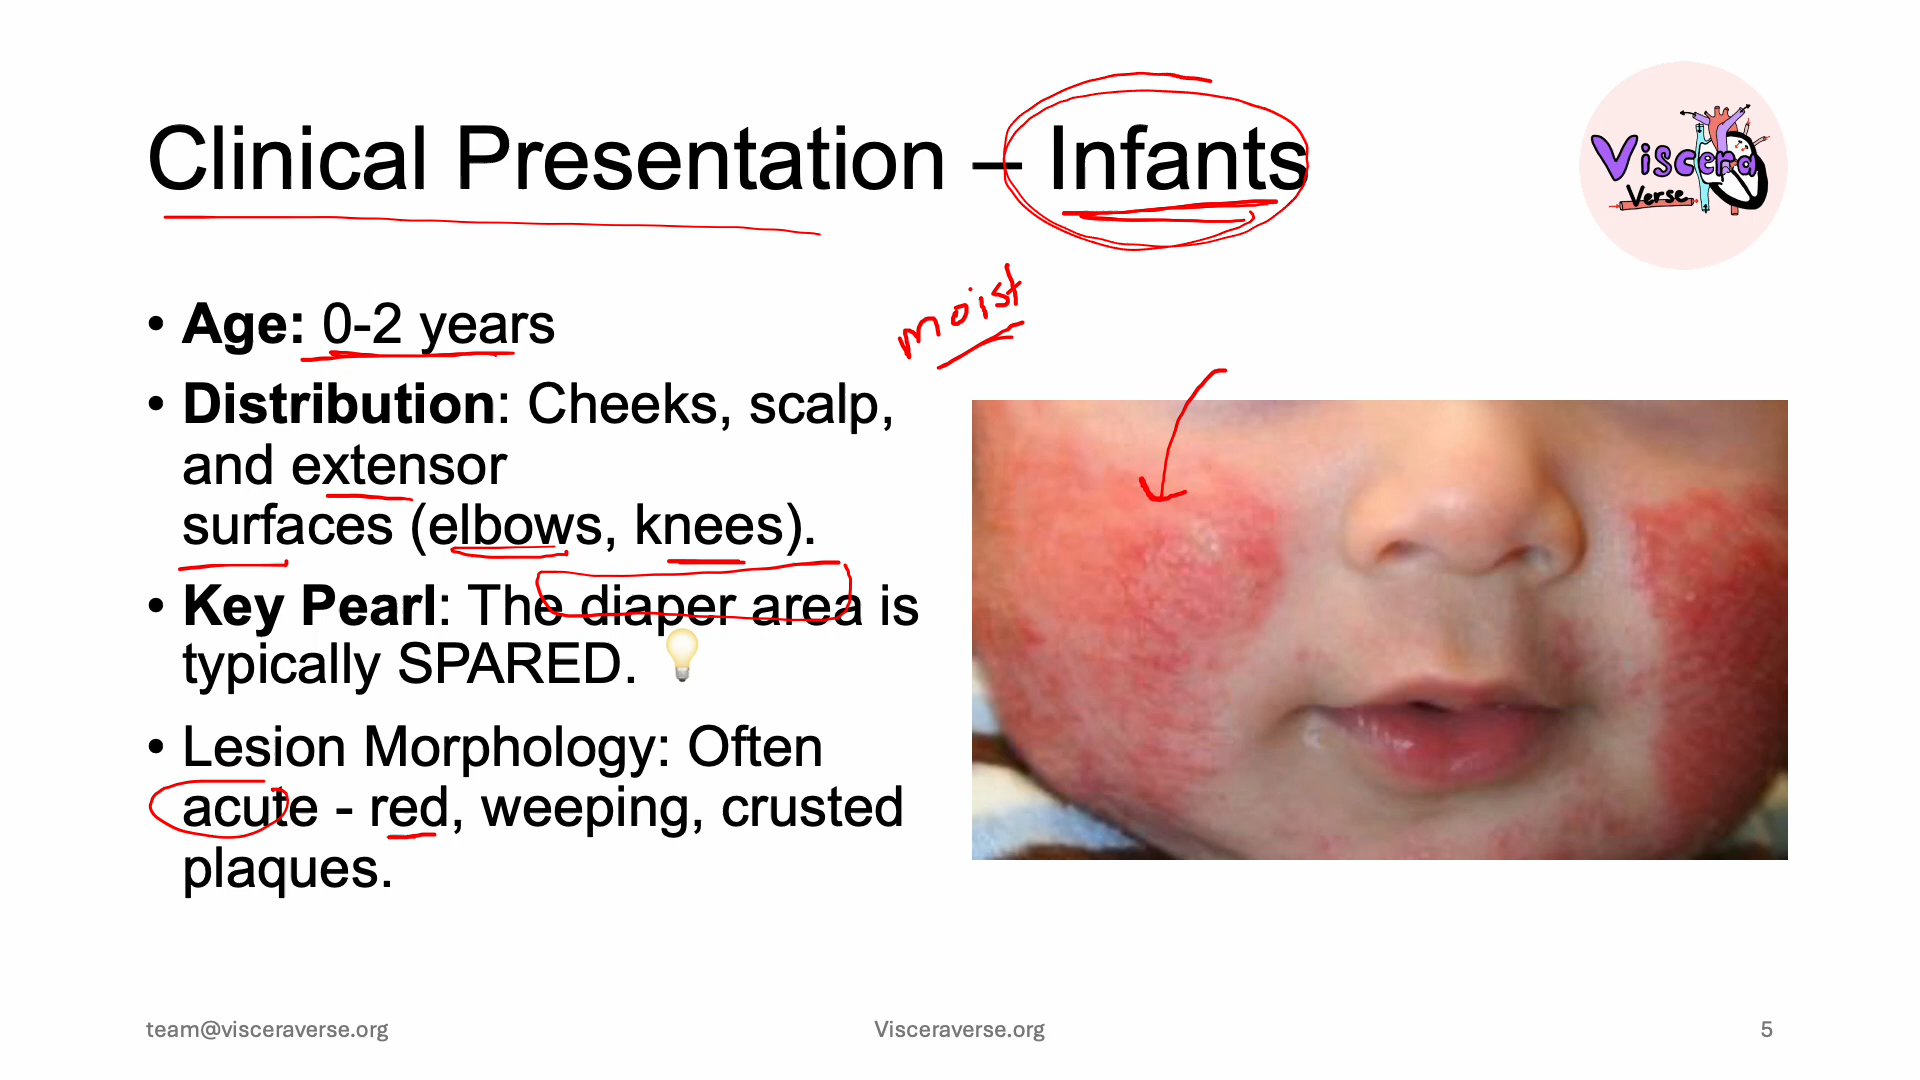 Clinical Presentation – Infants
Viscera
Verse
moist
• Age: 0-2 years
• Distribution: Cheeks, scalp,
and extensor
surfaces (elbows, knees).
• Key Pearl: The diaper area is
typically SPARED.
• Lesion Morphology: Often
acute - red, weeping, crusted
plaques.
team@visceraverse.org
Visceraverse.org
5